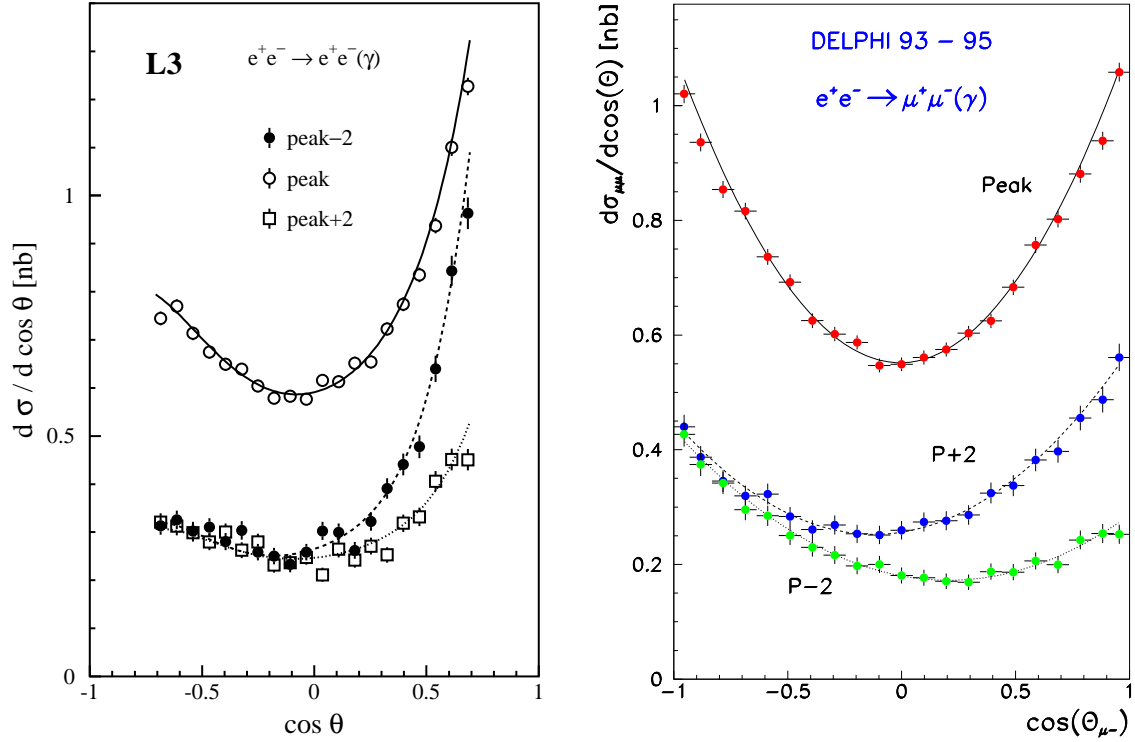 L3
e⁺e⁻ → e⁺e⁻(γ)
peak−2
peak
peak+2
d σ / d cos θ [nb]
1
0.5
0
-1
-0.5
0
0.5
1
cos θ
DELPHI 93 − 95
e⁺e⁻ → μ⁺μ⁻(γ)
Peak
P+2
P−2
dσμμ/dcos(Θ) [nb]
1
0.8
0.6
0.4
0.2
0
-1
-0.5
0
0.5
1
cos(Θμ−)